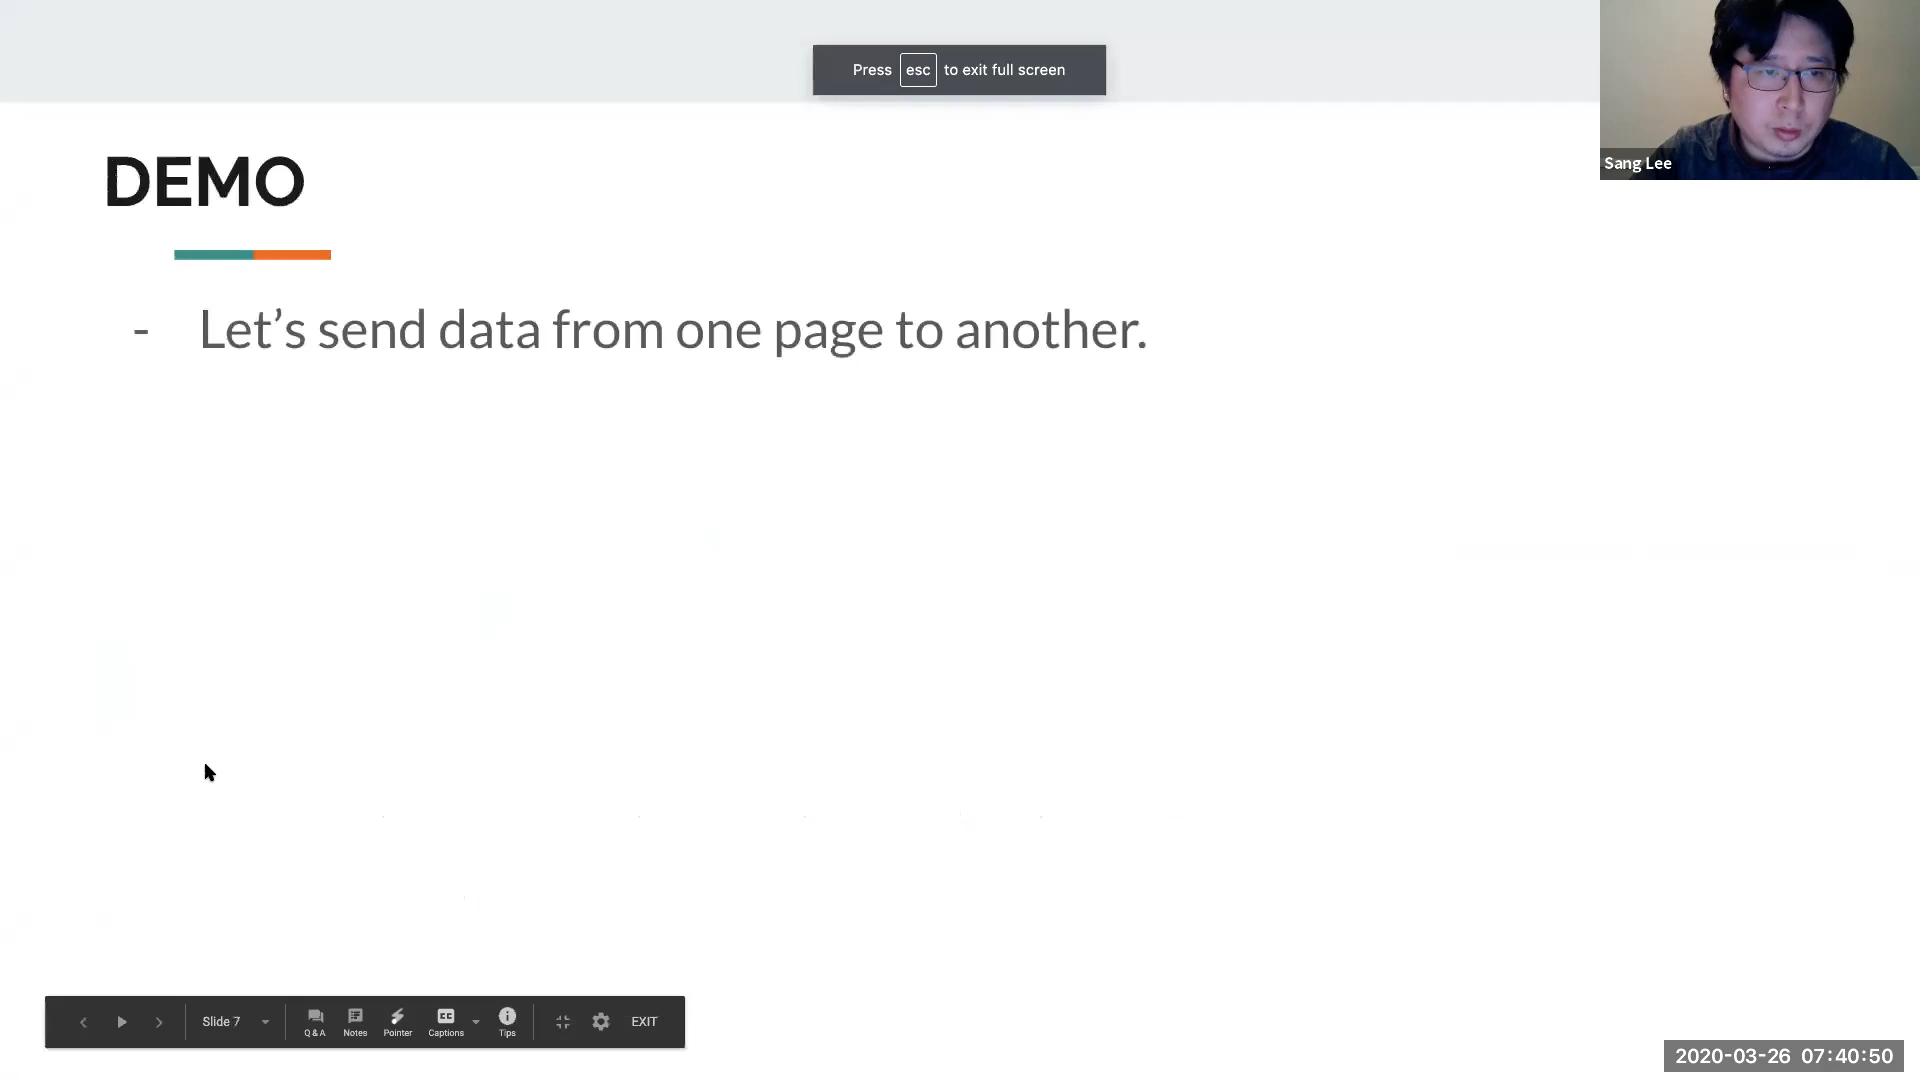 Press esc to exit full screen
Sang Lee
DEMO
- Let’s send data from one page to another.
Slide 7
Q & A
Notes
Pointer
CC
Captions
Tips
EXIT
2020-03-26 07:40:50